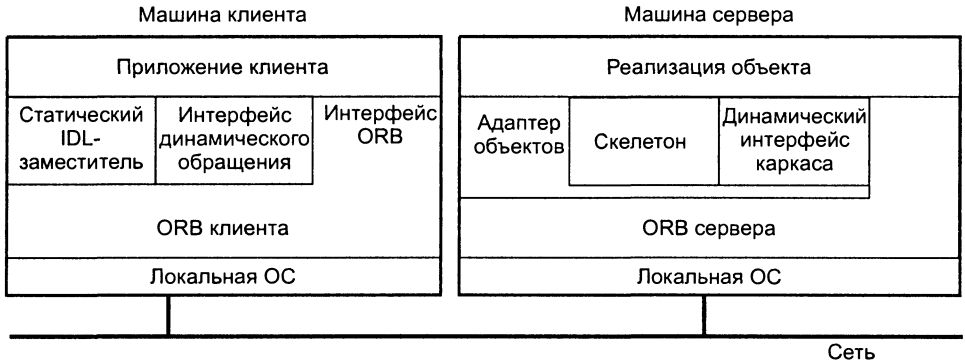 Машина клиента
Машина сервера
Приложение клиента
Реализация объекта
Статический
IDL-
заместитель
Интерфейс
динамического
обращения
Интерфейс
ORB
Адаптер
объектов
Скелетон
Динамический
интерфейс
каркаса
ORB клиента
ORB сервера
Локальная ОС
Локальная ОС
Сеть